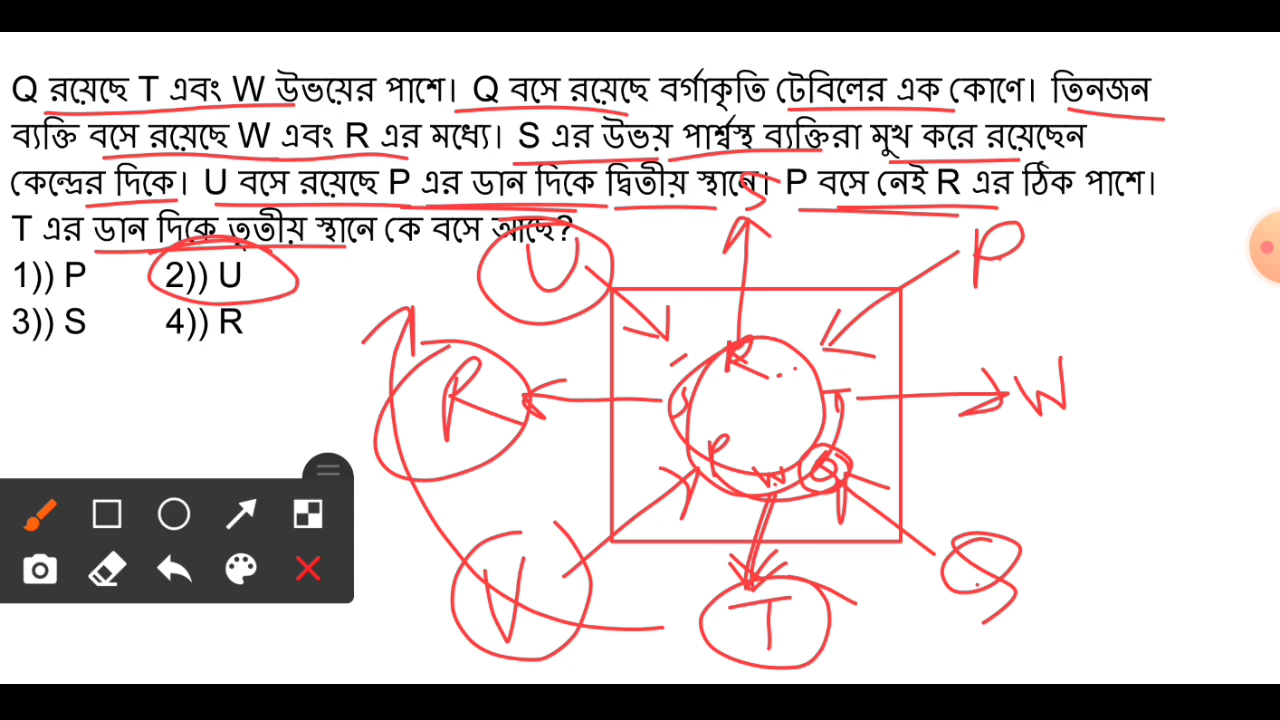 Q রয়েছে T এবং W উভয়ের পাশে। Q বসে রয়েছে বর্গাকৃতি টেবিলের এক কোণে। তিনজন
ব্যক্তি বসে রয়েছে W এবং R এর মধ্যে। S এর উভয় পার্শ্বস্থ ব্যক্তিরা মুখ করে রয়েছেন
কেন্দ্রের দিকে। U বসে রয়েছে P এর ডান দিকে দ্বিতীয় স্থানে। P বসে নেই R এর ঠিক পাশে।
T এর ডান দিকে তৃতীয় স্থানে কে বসে আছে?
1)) P 2)) U
3)) S 4)) R
S
U P
R W
V T Q